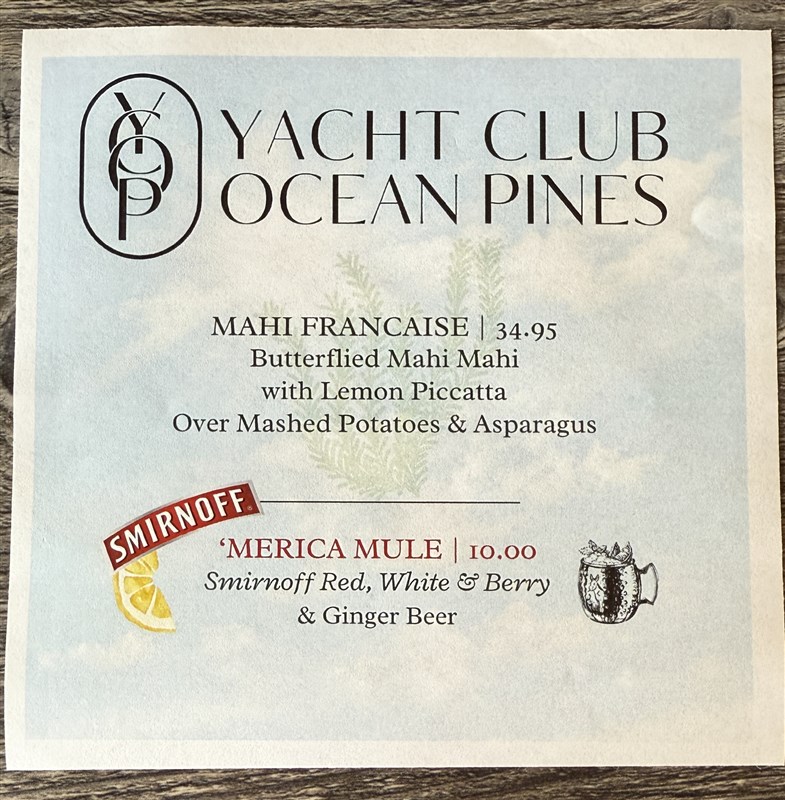 YCOP
YACHT CLUB
OCEAN PINES
MAHI FRANCAISE | 34.95
Butterflied Mahi Mahi
with Lemon Piccatta
Over Mashed Potatoes & Asparagus
SMIRNOFF
‘MERICA MULE | 10.00
Smirnoff Red, White & Berry
& Ginger Beer